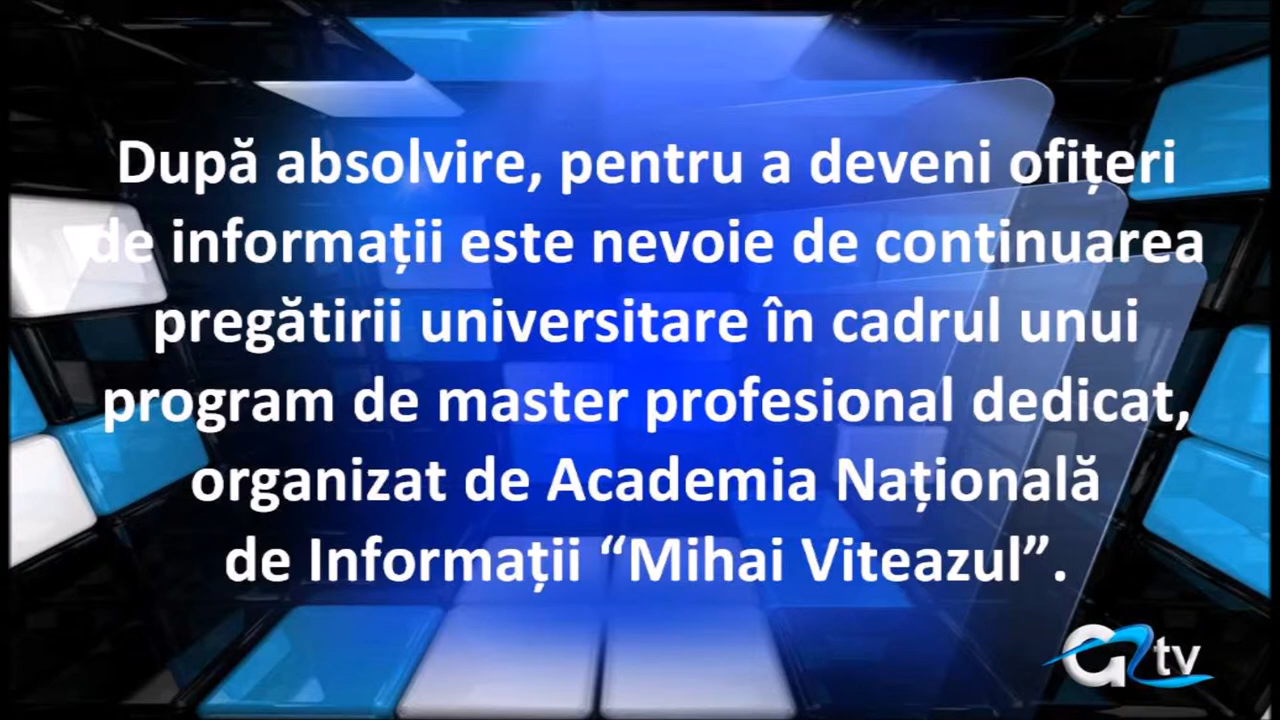 După absolvire, pentru a deveni ofițeri
de informații este nevoie de continuarea
pregătirii universitare în cadrul unui
program de master profesional dedicat,
organizat de Academia Națională
de Informații “Mihai Viteazul”.
tv